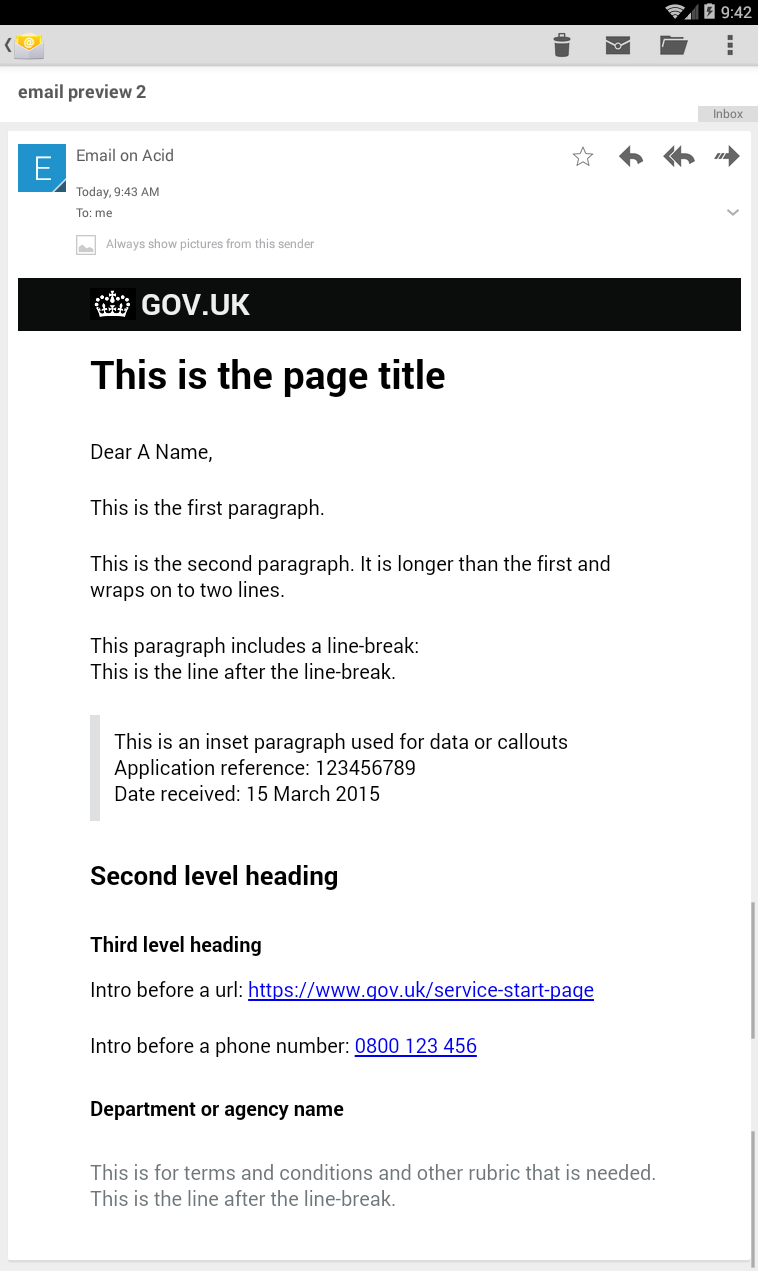 9:42
email preview 2
Inbox
E
Email on Acid
Today, 9:43 AM
To: me
Always show pictures from this sender
GOV.UK
This is the page title
Dear A Name,
This is the first paragraph.
This is the second paragraph. It is longer than the first and
wraps on to two lines.
This paragraph includes a line-break:
This is the line after the line-break.
This is an inset paragraph used for data or callouts
Application reference: 123456789
Date received: 15 March 2015
Second level heading
Third level heading
Intro before a url: https://www.gov.uk/service-start-page
Intro before a phone number: 0800 123 456
Department or agency name
This is for terms and conditions and other rubric that is needed.
This is the line after the line-break.